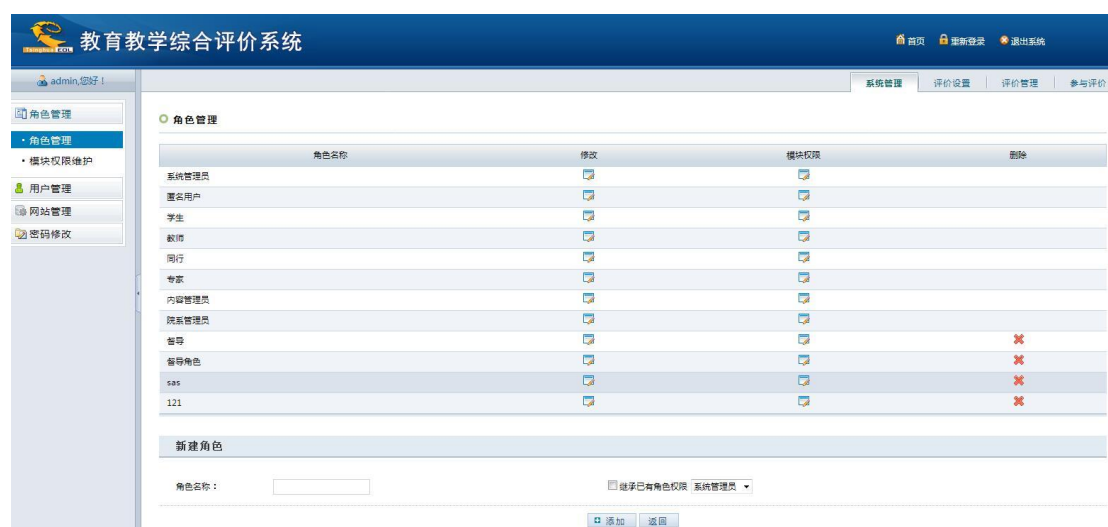 TsinghuaEOL 教育教学综合评价系统
首页 重新登录 退出系统
admin,您好！
系统管理 评价设置 评价管理 参与评价
角色管理
·角色管理
·模块权限维护
用户管理
网站管理
密码修改
角色管理
角色名称 修改 模块权限 删除
系统管理员
匿名用户
学生
教师
同行
专家
内容管理员
院系管理员
督导
督导角色
sas
121
新建角色
角色名称： 继承已有角色权限 系统管理员
添加 返回